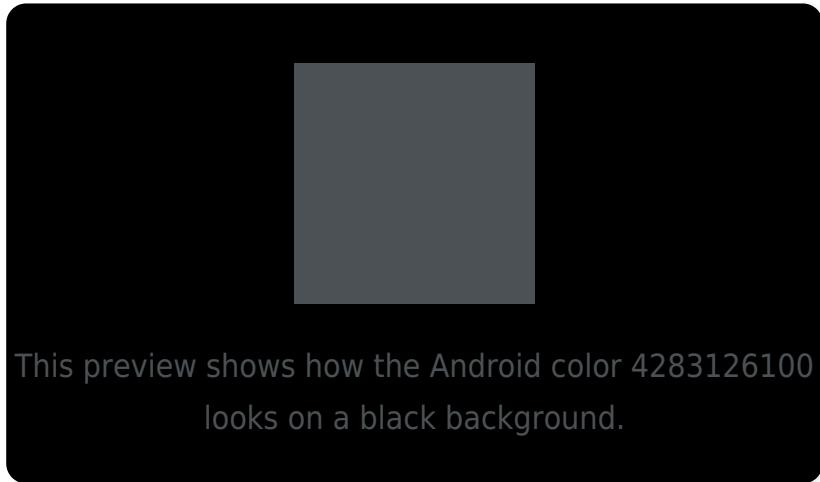 This preview shows how the Android color 4283126100
looks on a black background.